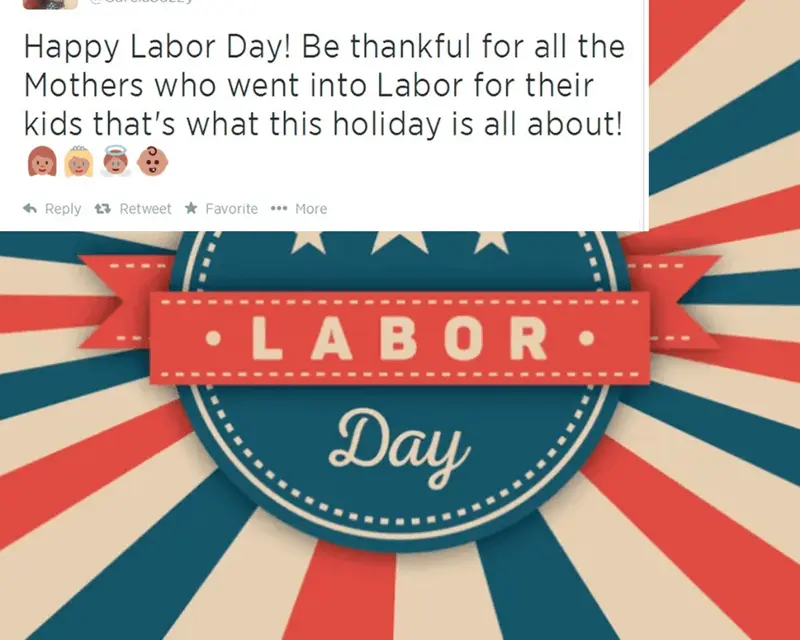 Happy Labor Day! Be thankful for all the
Mothers who went into Labor for their
kids that's what this holiday is all about!
Reply Retweet Favorite More
LABOR
Day